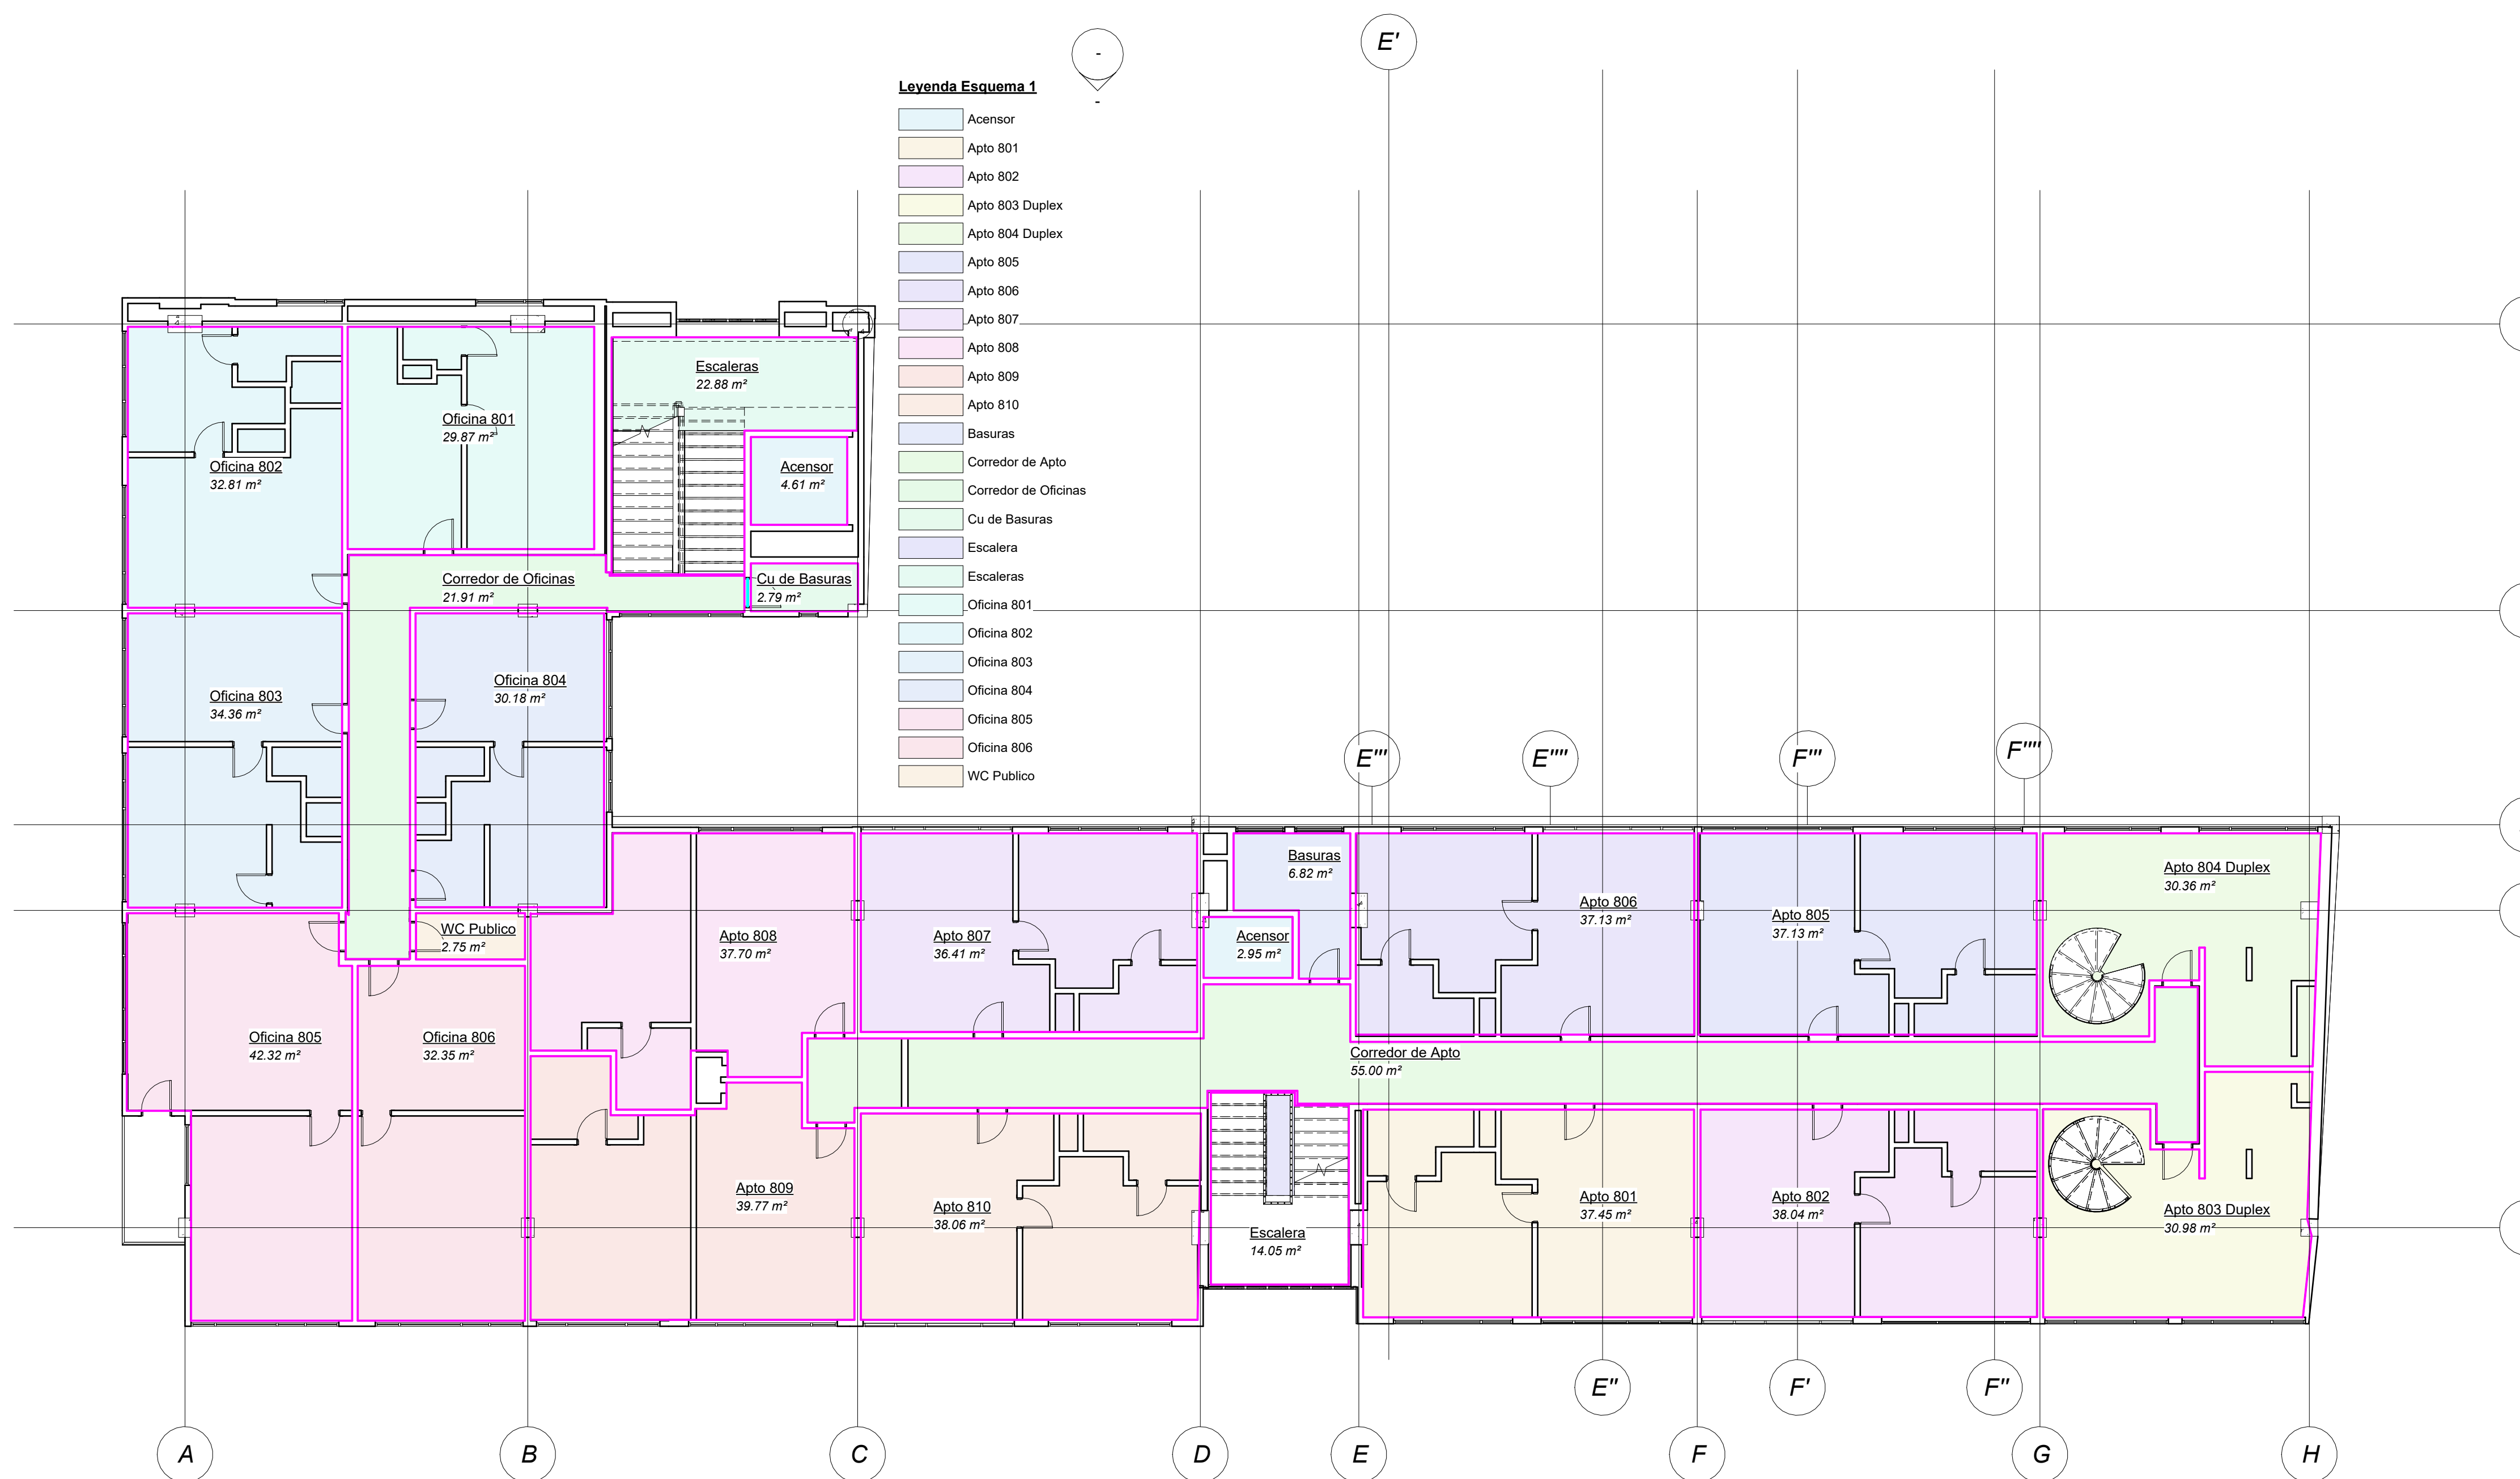 E'
-
-
Leyenda Esquema 1
Acensor
Apto 801
Apto 802
Apto 803 Duplex
Apto 804 Duplex
Apto 805
Apto 806
Apto 807
Apto 808
Apto 809
Apto 810
Basuras
Corredor de Apto
Corredor de Oficinas
Cu de Basuras
Escalera
Escaleras
Oficina 801
Oficina 802
Oficina 803
Oficina 804
Oficina 805
Oficina 806
WC Publico
Escaleras
22.88 m²
Oficina 801
29.87 m²
Oficina 802
32.81 m²
Acensor
4.61 m²
Corredor de Oficinas
21.91 m²
Cu de Basuras
2.79 m²
Oficina 803
34.36 m²
Oficina 804
30.18 m²
E'''
E''''
F'''
F''''
Basuras
6.82 m²
Apto 804 Duplex
30.36 m²
Apto 806
37.13 m²
Apto 805
37.13 m²
WC Publico
2.75 m²
Apto 808
37.70 m²
Apto 807
36.41 m²
Acensor
2.95 m²
Oficina 805
42.32 m²
Oficina 806
32.35 m²
Corredor de Apto
55.00 m²
Apto 809
39.77 m²
Apto 810
38.06 m²
Escalera
14.05 m²
Apto 801
37.45 m²
Apto 802
38.04 m²
Apto 803 Duplex
30.98 m²
E''
F'
F''
A
B
C
D
E
F
G
H